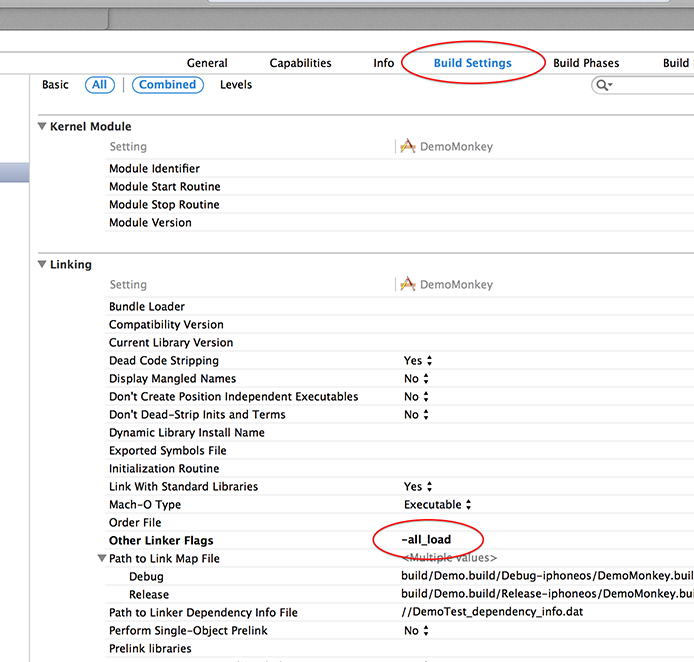 General Capabilities Info Build Settings Build Phases Build
Basic All Combined Levels
Kernel Module
Setting DemoMonkey
Module Identifier
Module Start Routine
Module Stop Routine
Module Version
Linking
Setting DemoMonkey
Bundle Loader
Compatibility Version
Current Library Version
Dead Code Stripping Yes
Display Mangled Names No
Don't Create Position Independent Executables No
Don't Dead-Strip Inits and Terms No
Dynamic Library Install Name
Exported Symbols File
Initialization Routine
Link With Standard Libraries Yes
Mach-O Type Executable
Order File
Other Linker Flags -all_load
Path to Link Map File <Multiple values>
Debug build/Demo.build/Debug-iphoneos/DemoMonkey.buil
Release build/Demo.build/Release-iphoneos/DemoMonkey.bui
Path to Linker Dependency Info File //DemoTest_dependency_info.dat
Perform Single-Object Prelink No
Prelink libraries